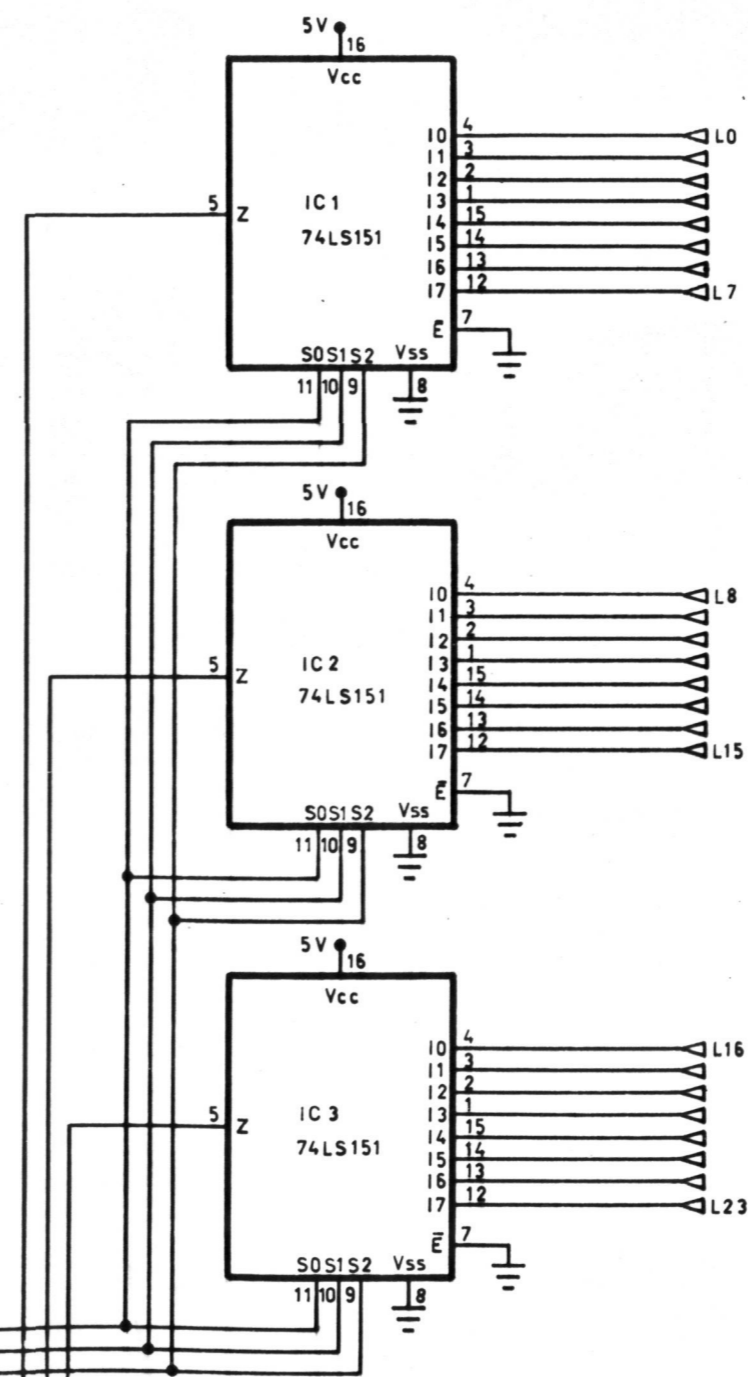 5V
16
Vcc
I0 4 L0
I1 3
I2 2
I3 1
5 Z IC1 I4 15
74LS151 I5 14
I6 13
I7 12 L7
E̅ 7
S0 S1 S2 Vss
11 10 9 8
5V
16
Vcc
I0 4 L8
I1 3
I2 2
I3 1
5 Z IC2 I4 15
74LS151 I5 14
I6 13
I7 12 L15
E̅ 7
S0 S1 S2 Vss
11 10 9 8
5V
16
Vcc
I0 4 L16
I1 3
I2 2
I3 1
5 Z IC3 I4 15
74LS151 I5 14
I6 13
I7 12 L23
E̅ 7
S0 S1 S2 Vss
11 10 9 8